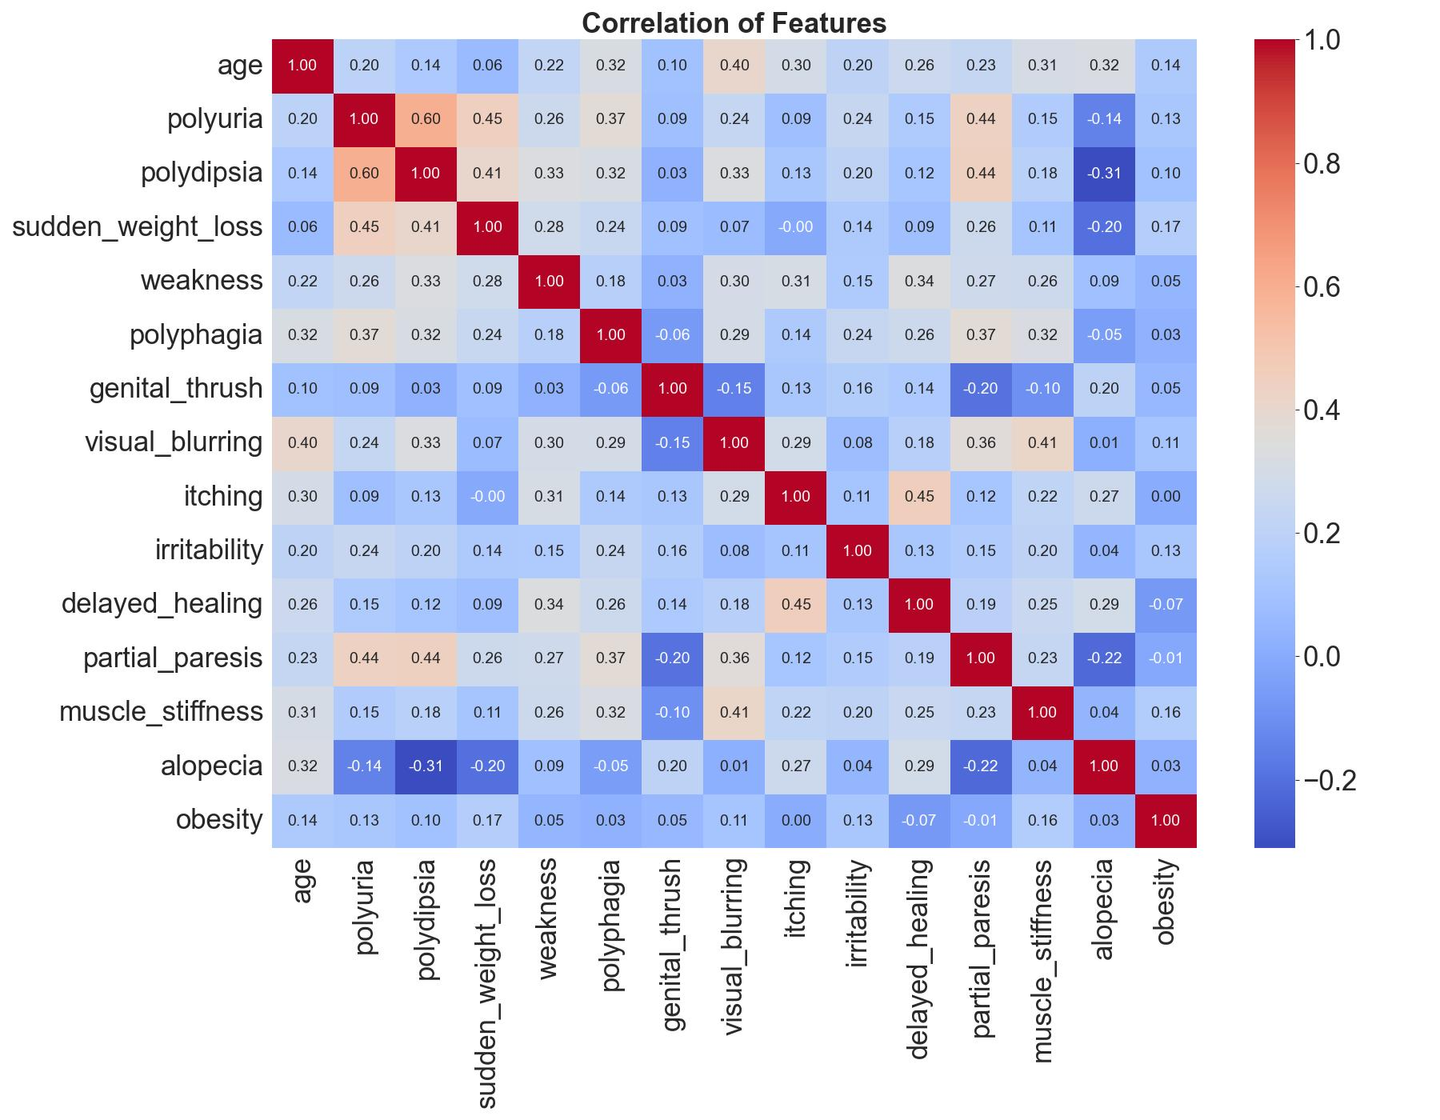 Correlation of Features
age 1.00 0.20 0.14 0.06 0.22 0.32 0.10 0.40 0.30 0.20 0.26 0.23 0.31 0.32 0.14
polyuria 0.20 1.00 0.60 0.45 0.26 0.37 0.09 0.24 0.09 0.24 0.15 0.44 0.15 -0.14 0.13
polydipsia 0.14 0.60 1.00 0.41 0.33 0.32 0.03 0.33 0.13 0.20 0.12 0.44 0.18 -0.31 0.10
sudden_weight_loss 0.06 0.45 0.41 1.00 0.28 0.24 0.09 0.07 -0.00 0.14 0.09 0.26 0.11 -0.20 0.17
weakness 0.22 0.26 0.33 0.28 1.00 0.18 0.03 0.30 0.31 0.15 0.34 0.27 0.26 0.09 0.05
polyphagia 0.32 0.37 0.32 0.24 0.18 1.00 -0.06 0.29 0.14 0.24 0.26 0.37 0.32 -0.05 0.03
genital_thrush 0.10 0.09 0.03 0.09 0.03 -0.06 1.00 -0.15 0.13 0.16 0.14 -0.20 -0.10 0.20 0.05
visual_blurring 0.40 0.24 0.33 0.07 0.30 0.29 -0.15 1.00 0.29 0.08 0.18 0.36 0.41 0.01 0.11
itching 0.30 0.09 0.13 -0.00 0.31 0.14 0.13 0.29 1.00 0.11 0.45 0.12 0.22 0.27 0.00
irritability 0.20 0.24 0.20 0.14 0.15 0.24 0.16 0.08 0.11 1.00 0.13 0.15 0.20 0.04 0.13
delayed_healing 0.26 0.15 0.12 0.09 0.34 0.26 0.14 0.18 0.45 0.13 1.00 0.19 0.25 0.29 -0.07
partial_paresis 0.23 0.44 0.44 0.26 0.27 0.37 -0.20 0.36 0.12 0.15 0.19 1.00 0.23 -0.22 -0.01
muscle_stiffness 0.31 0.15 0.18 0.11 0.26 0.32 -0.10 0.41 0.22 0.20 0.25 0.23 1.00 0.04 0.16
alopecia 0.32 -0.14 -0.31 -0.20 0.09 -0.05 0.20 0.01 0.27 0.04 0.29 -0.22 0.04 1.00 0.03
obesity 0.14 0.13 0.10 0.17 0.05 0.03 0.05 0.11 0.00 0.13 -0.07 -0.01 0.16 0.03 1.00
age
polyuria
polydipsia
sudden_weight_loss
weakness
polyphagia
genital_thrush
visual_blurring
itching
irritability
delayed_healing
partial_paresis
muscle_stiffness
alopecia
obesity
1.0
0.8
0.6
0.4
0.2
0.0
−0.2